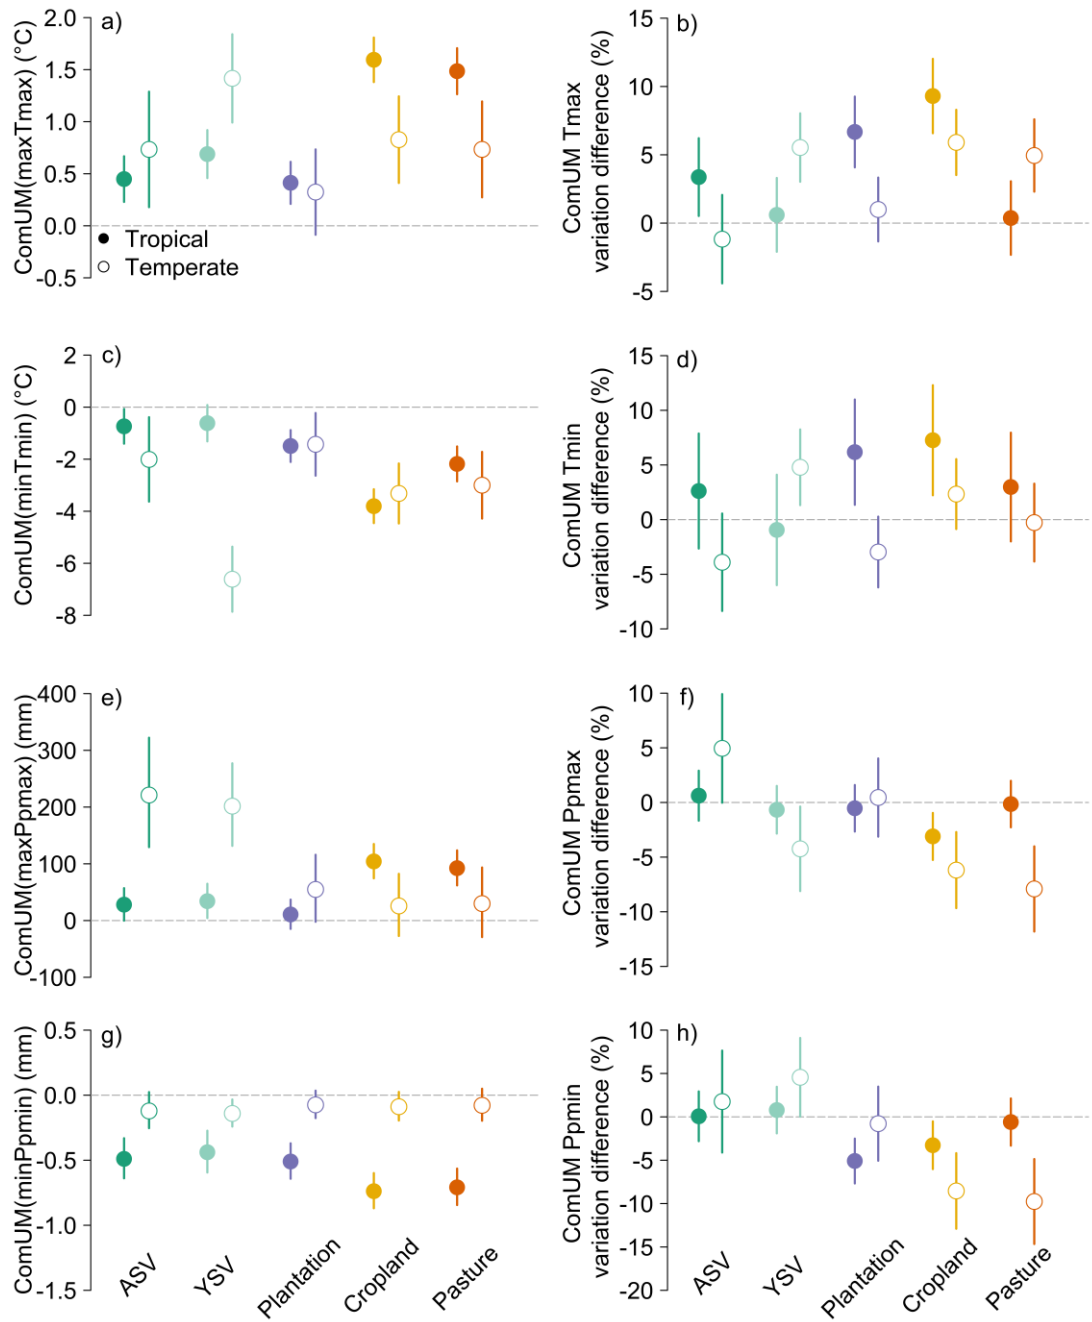 a)
ComUM(maxTmax) (°C)
2.0
1.5
1.0
0.5
0.0
-0.5
Tropical
Temperate
b)
ComUM Tmax
variation difference (%)
15
10
5
0
-5
c)
ComUM(minTmin) (°C)
2
0
-2
-4
-6
-8
d)
ComUM Tmin
variation difference (%)
15
10
5
0
-5
-10
e)
ComUM(maxPpmax) (mm)
400
300
200
100
0
-100
f)
ComUM Ppmax
variation difference (%)
10
5
0
-5
-10
-15
g)
ComUM(minPpmin) (mm)
0.5
0.0
-0.5
-1.0
-1.5
ASV
YSV
Plantation
Cropland
Pasture
h)
ComUM Ppmin
variation difference (%)
10
5
0
-5
-10
-15
-20
ASV
YSV
Plantation
Cropland
Pasture